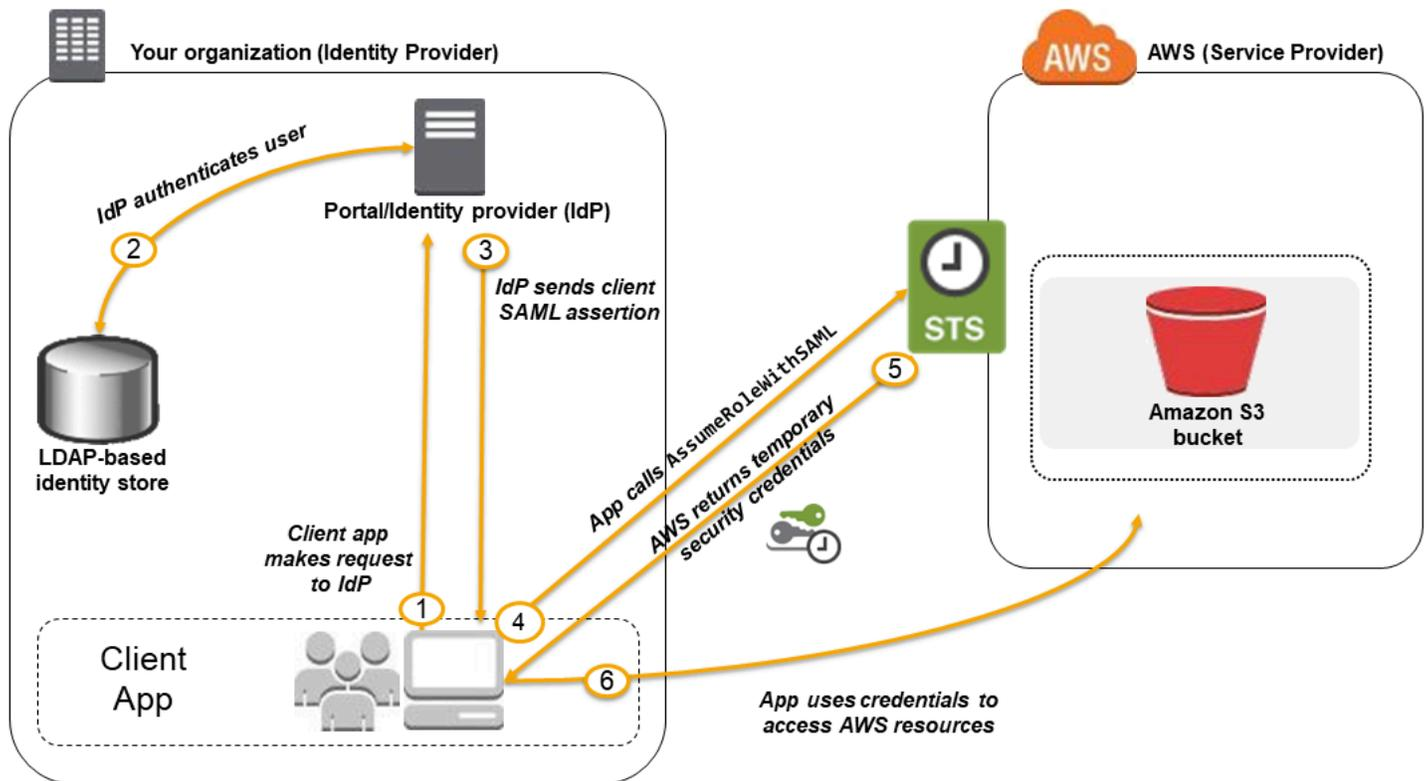 Your organization (Identity Provider)
AWS
AWS (Service Provider)
IdP authenticates user
2
Portal/Identity provider (IdP)
3
IdP sends client
SAML assertion
STS
LDAP-based
identity store
App calls AssumeRoleWithSAML
5
AWS returns temporary
security credentials
Amazon S3
bucket
Client app
makes request
to IdP
1
4
Client
App
6
App uses credentials to
access AWS resources